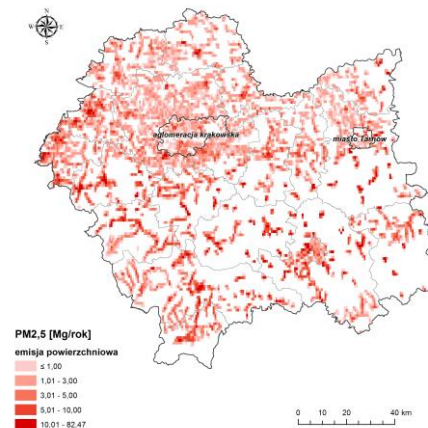 N
W E
S
aglomeracja krakowska
miasto Tarnów
PM2,5 [Mg/rok]
emisja powierzchniowa
≤ 1,00
1,01 - 3,00
3,01 - 5,00
5,01 - 10,00
10,01 - 82,47
0 10 20 40 km